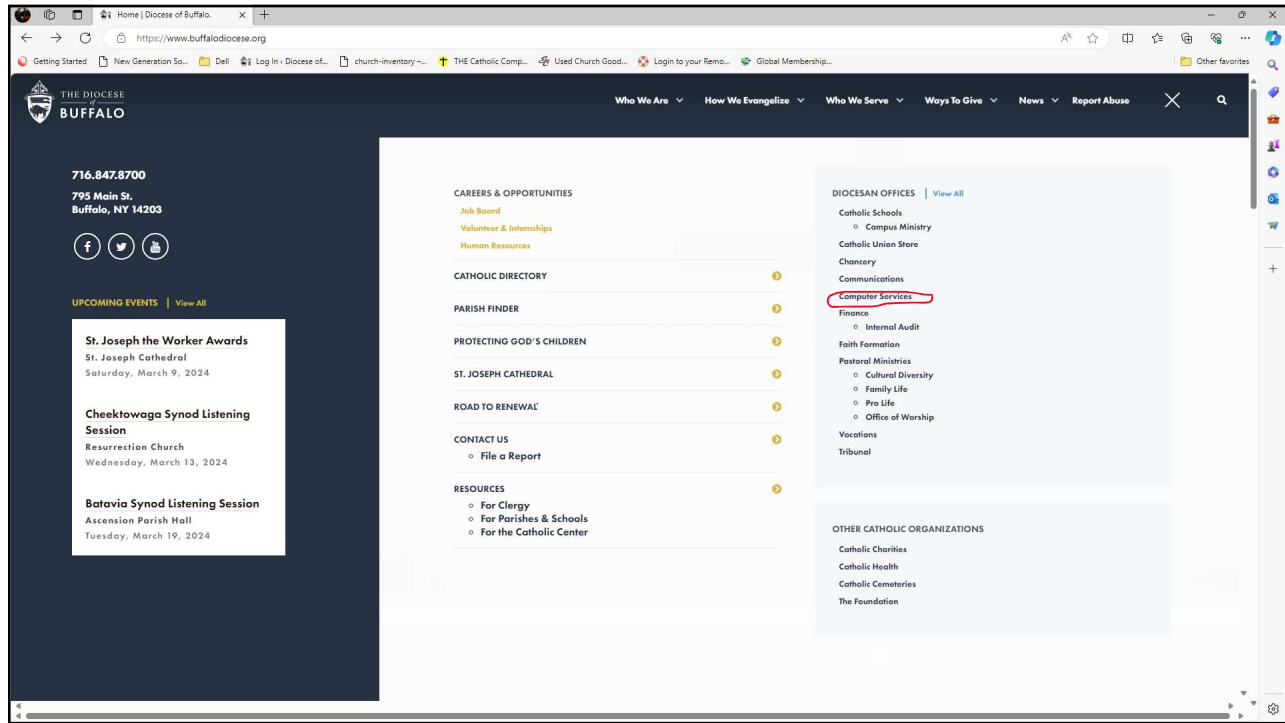 Home | Diocese of Buffalo.
https://www.buffalodiocese.org
Getting Started
New Generation So...
Dell
Log In ‹ Diocese of...
church-inventory –...
THE Catholic Comp...
Used Church Good...
Login to your Remo...
Global Membership...
Other favorites
THE DIOCESE
of
BUFFALO
Who We Are
How We Evangelize
Who We Serve
Ways To Give
News
Report Abuse
716.847.8700
795 Main St.
Buffalo, NY 14203
UPCOMING EVENTS | View All
St. Joseph the Worker Awards
St. Joseph Cathedral
Saturday, March 9, 2024
Cheektowaga Synod Listening
Session
Resurrection Church
Wednesday, March 13, 2024
Batavia Synod Listening Session
Ascension Parish Hall
Tuesday, March 19, 2024
CAREERS & OPPORTUNITIES
Job Board
Volunteer & Internships
Human Resources
CATHOLIC DIRECTORY
PARISH FINDER
PROTECTING GOD'S CHILDREN
ST. JOSEPH CATHEDRAL
ROAD TO RENEWAL
CONTACT US
File a Report
RESOURCES
For Clergy
For Parishes & Schools
For the Catholic Center
DIOCESAN OFFICES | View All
Catholic Schools
Campus Ministry
Catholic Union Store
Chancery
Communications
Computer Services
Finance
Internal Audit
Faith Formation
Pastoral Ministries
Cultural Diversity
Family Life
Pro Life
Office of Worship
Vocations
Tribunal
OTHER CATHOLIC ORGANIZATIONS
Catholic Charities
Catholic Health
Catholic Cemeteries
The Foundation